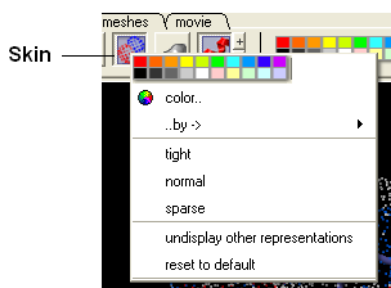 meshes movie
Skin
color..
..by ->
tight
normal
sparse
undisplay other representations
reset to default